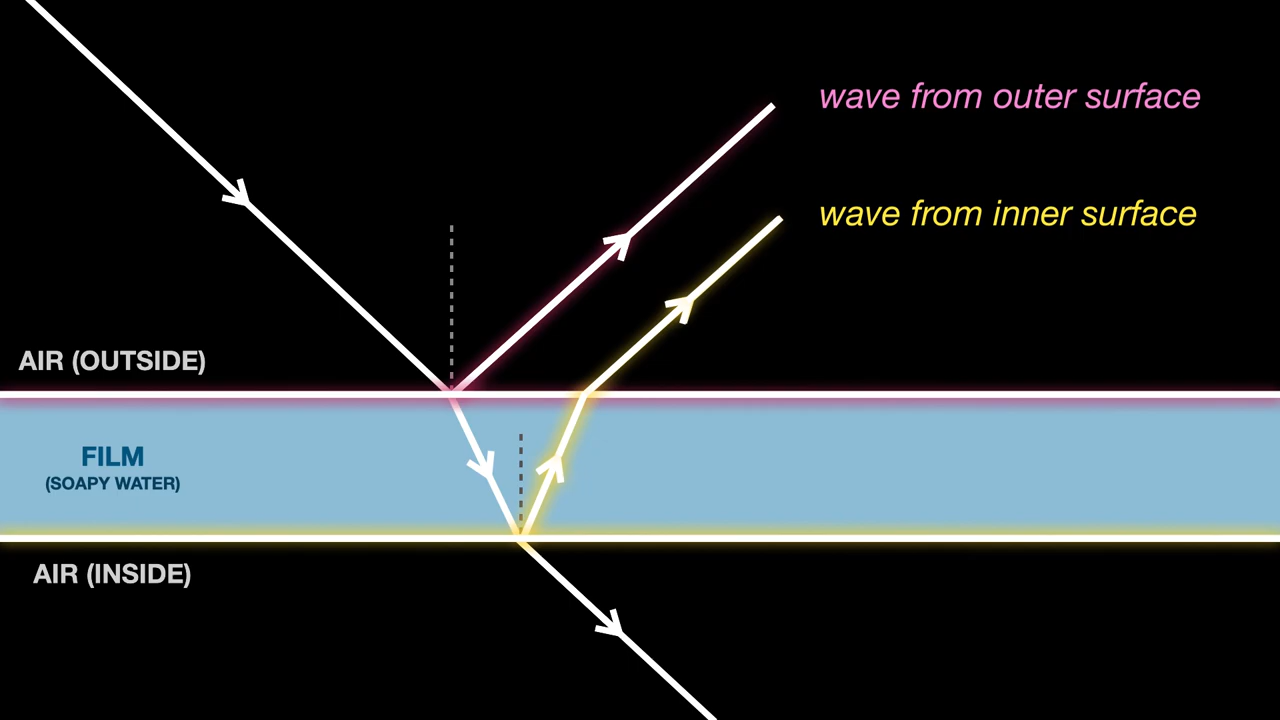 wave from outer surface
wave from inner surface
AIR (OUTSIDE)
FILM
(SOAPY WATER)
AIR (INSIDE)